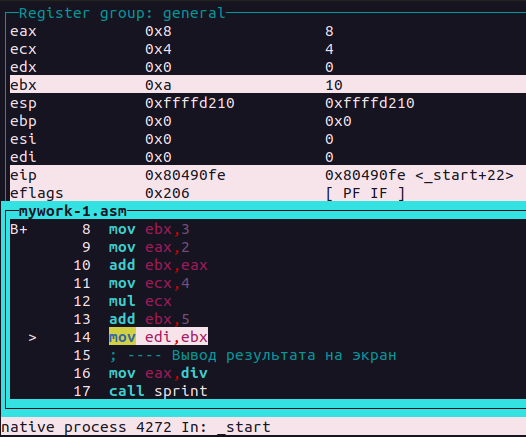 Register group: general
eax 0x8 8
ecx 0x4 4
edx 0x0 0
ebx 0xa 10
esp 0xffffd210 0xffffd210
ebp 0x0 0x0
esi 0x0 0
edi 0x0 0
eip 0x80490fe 0x80490fe <_start+22>
eflags 0x206 [ PF IF ]
mywork-1.asm
B+ 8 mov ebx,3
9 mov eax,2
10 add ebx,eax
11 mov ecx,4
12 mul ecx
13 add ebx,5
> 14 mov edi,ebx
15 ; ---- Вывод результата на экран
16 mov eax,div
17 call sprint
native process 4272 In: _start